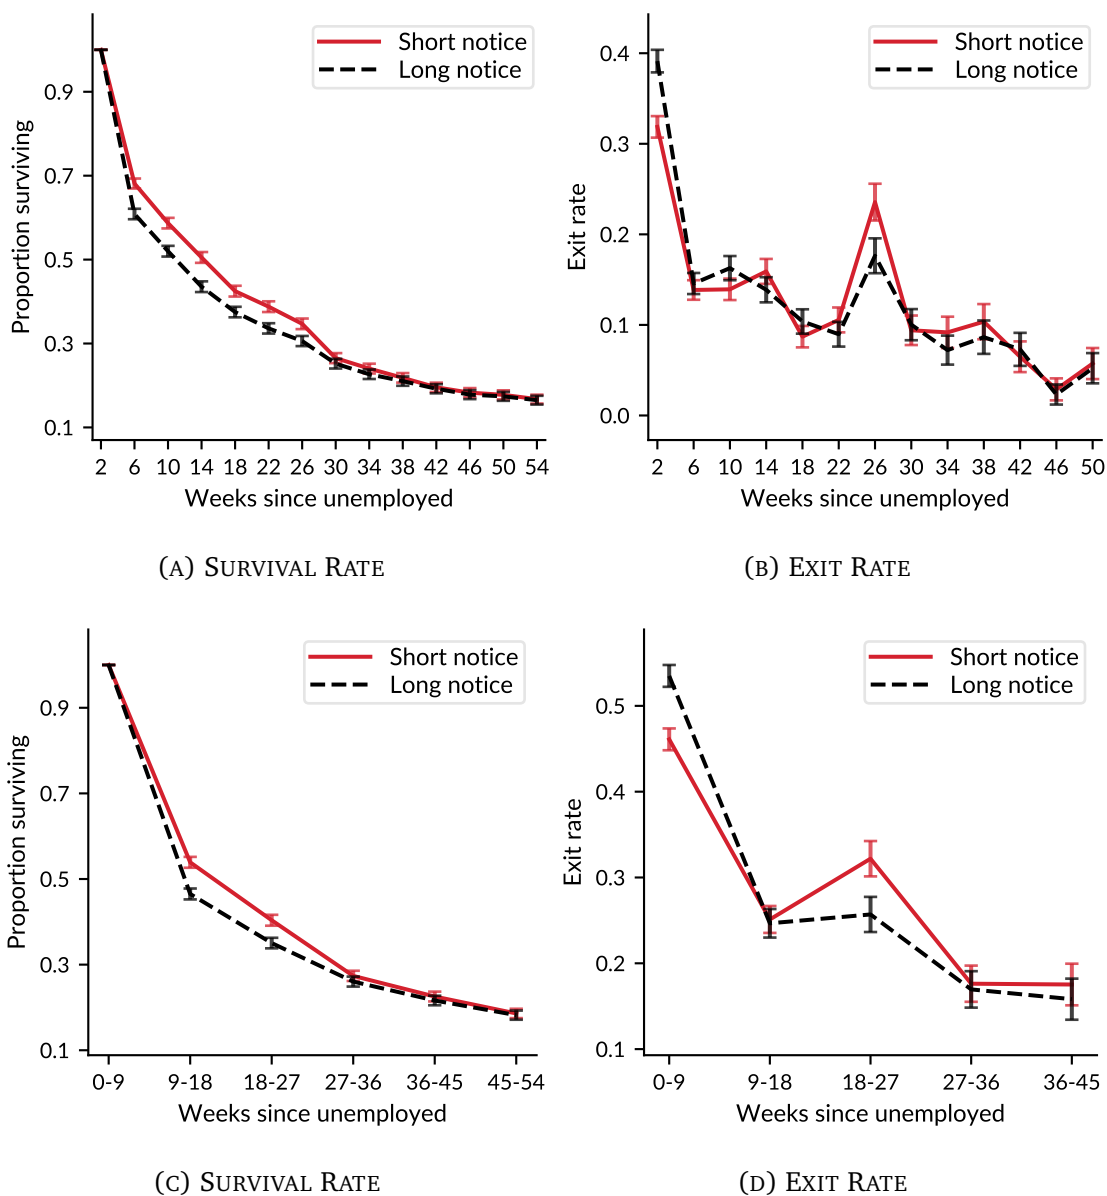 Short notice
Long notice
Proportion surviving
0.9
0.7
0.5
0.3
0.1
2 6 10 14 18 22 26 30 34 38 42 46 50 54
Weeks since unemployed
(A) SURVIVAL RATE
Short notice
Long notice
Exit rate
0.4
0.3
0.2
0.1
0.0
2 6 10 14 18 22 26 30 34 38 42 46 50
Weeks since unemployed
(B) EXIT RATE
Short notice
Long notice
Proportion surviving
0.9
0.7
0.5
0.3
0.1
0-9 9-18 18-27 27-36 36-45 45-54
Weeks since unemployed
(C) SURVIVAL RATE
Short notice
Long notice
Exit rate
0.5
0.4
0.3
0.2
0.1
0-9 9-18 18-27 27-36 36-45
Weeks since unemployed
(D) EXIT RATE